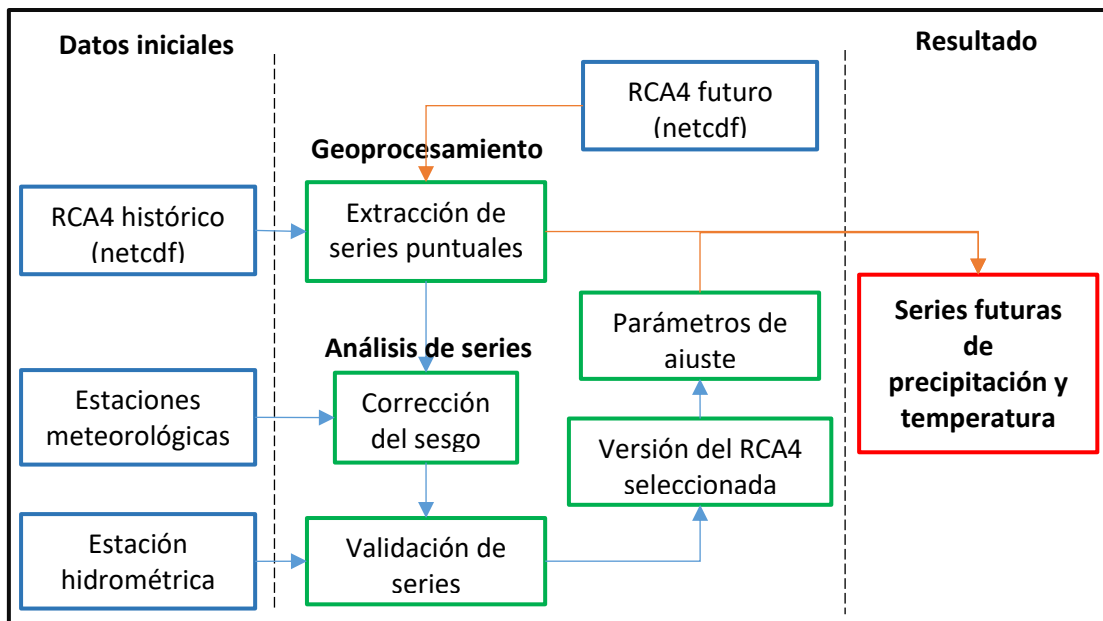 Datos iniciales
Resultado
RCA4 futuro
(netcdf)
Geoprocesamiento
RCA4 histórico
(netcdf)
Extracción de
series puntuales
Parámetros de
aiuste
Series futuras
de
precipitación y
temperatura
Análisis de series
Estaciones
meteorológicas
Corrección
del sesgo
Versión del RCA4
seleccionada
Estación
hidrométrica
Validación de
series